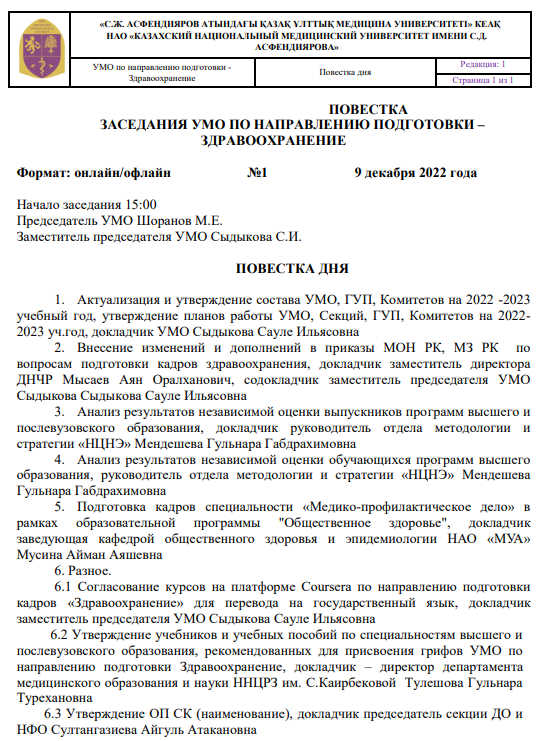 «С.Ж. АСФЕНДИЯРОВ АТЫНДАҒЫ ҚАЗАҚ ҰЛТТЫҚ МЕДИЦИНА УНИВЕРСИТЕТІ» КЕАҚ
НАО «КАЗАХСКИЙ НАЦИОНАЛЬНЫЙ МЕДИЦИНСКИЙ УНИВЕРСИТЕТ ИМЕНИ С.Д.
АСФЕНДИЯРОВА»
УМО по направлению подготовки -
Здравоохранение
Повестка дня
Редакция: 1
Страница 1 из 1
ПОВЕСТКА
ЗАСЕДАНИЯ УМО ПО НАПРАВЛЕНИЮ ПОДГОТОВКИ –
ЗДРАВООХРАНЕНИЕ
Формат: онлайн/офлайн №1 9 декабря 2022 года
Начало заседания 15:00
Председатель УМО Шоранов М.Е.
Заместитель председателя УМО Сыдыкова С.И.
ПОВЕСТКА ДНЯ
1. Актуализация и утверждение состава УМО, ГУП, Комитетов на 2022 -2023
учебный год, утверждение планов работы УМО, Секций, ГУП, Комитетов на 2022-
2023 уч.год, докладчик УМО Сыдыкова Сауле Ильясовна
2. Внесение изменений и дополнений в приказы МОН РК, МЗ РК по
вопросам подготовки кадров здравоохранения, докладчик заместитель директора
ДНЧР Мысаев Аян Оралханович, содокладчик заместитель председателя УМО
Сыдыкова Сыдыкова Сауле Ильясовна
3. Анализ результатов независимой оценки выпускников программ высшего и
послевузовского образования, докладчик руководитель отдела методологии и
стратегии «НЦНЭ» Мендешева Гульнара Габдрахимовна
4. Анализ результатов независимой оценки обучающихся программ высшего
образования, руководитель отдела методологии и стратегии «НЦНЭ» Мендешева
Гульнара Габдрахимовна
5. Подготовка кадров специальности «Медико-профилактическое дело» в
рамках образовательной программы "Общественное здоровье", докладчик
заведующая кафедрой общественного здоровья и эпидемиологии НАО «МУА»
Мусина Айман Аяшевна
6. Разное.
6.1 Согласование курсов на платформе Coursera по направлению подготовки
кадров «Здравоохранение» для перевода на государственный язык, докладчик
заместитель председателя УМО Сыдыкова Сауле Ильясовна
6.2 Утверждение учебников и учебных пособий по специальностям высшего и
послевузовского образования, рекомендованных для присвоения грифов УМО по
направлению подготовки Здравоохранение, докладчик – директор департамента
медицинского образования и науки ННЦРЗ им. С.Каирбековой Тулешова Гульнара
Турехановна
6.3 Утверждение ОП СК (наименование), докладчик председатель секции ДО и
НФО Султангазиева Айгуль Атакановна